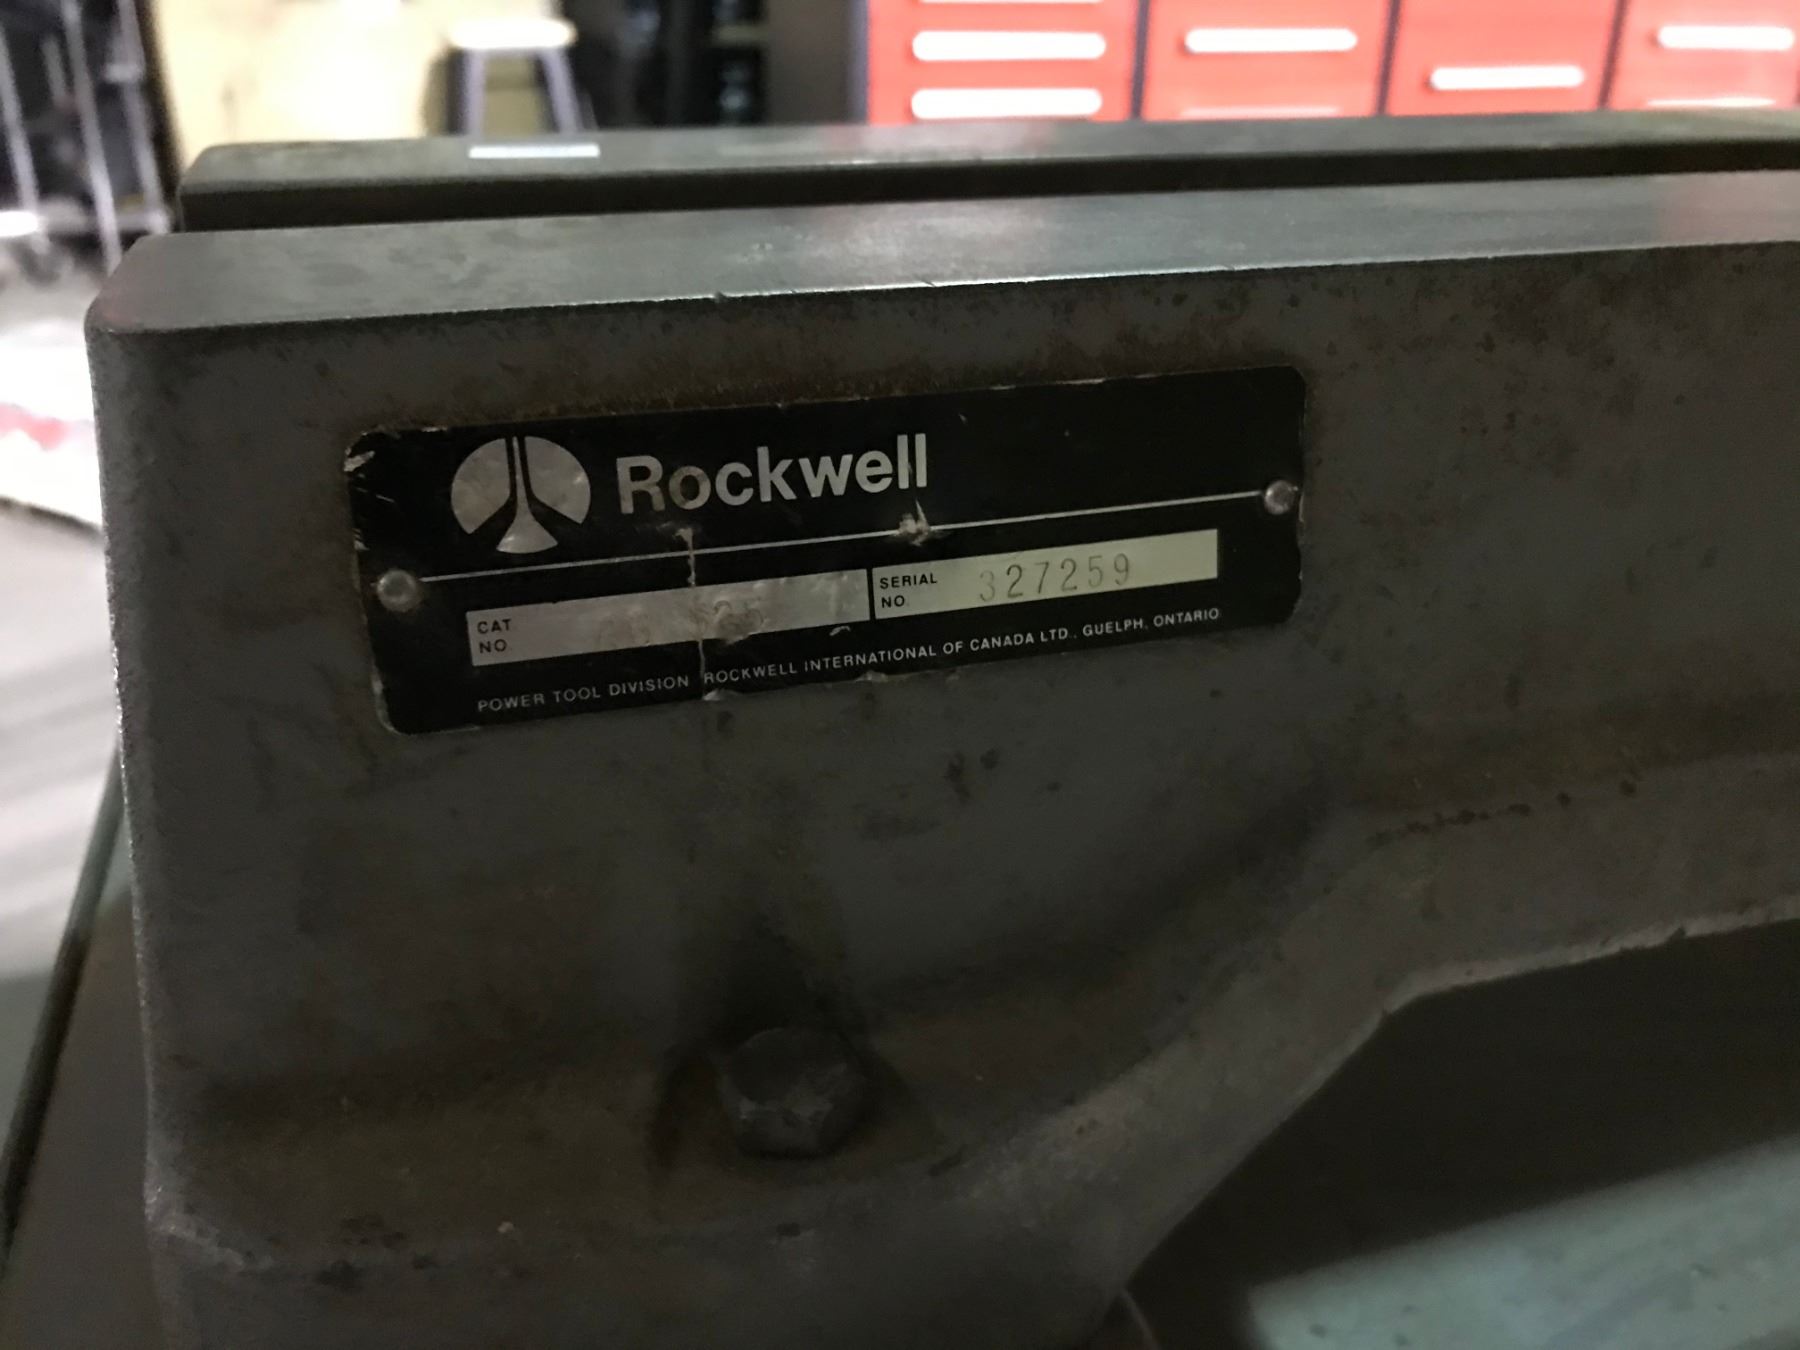 Rockwell
CAT NO.
SERIAL NO. 327259
POWER TOOL DIVISION ROCKWELL INTERNATIONAL OF CANADA LTD., GUELPH, ONTARIO